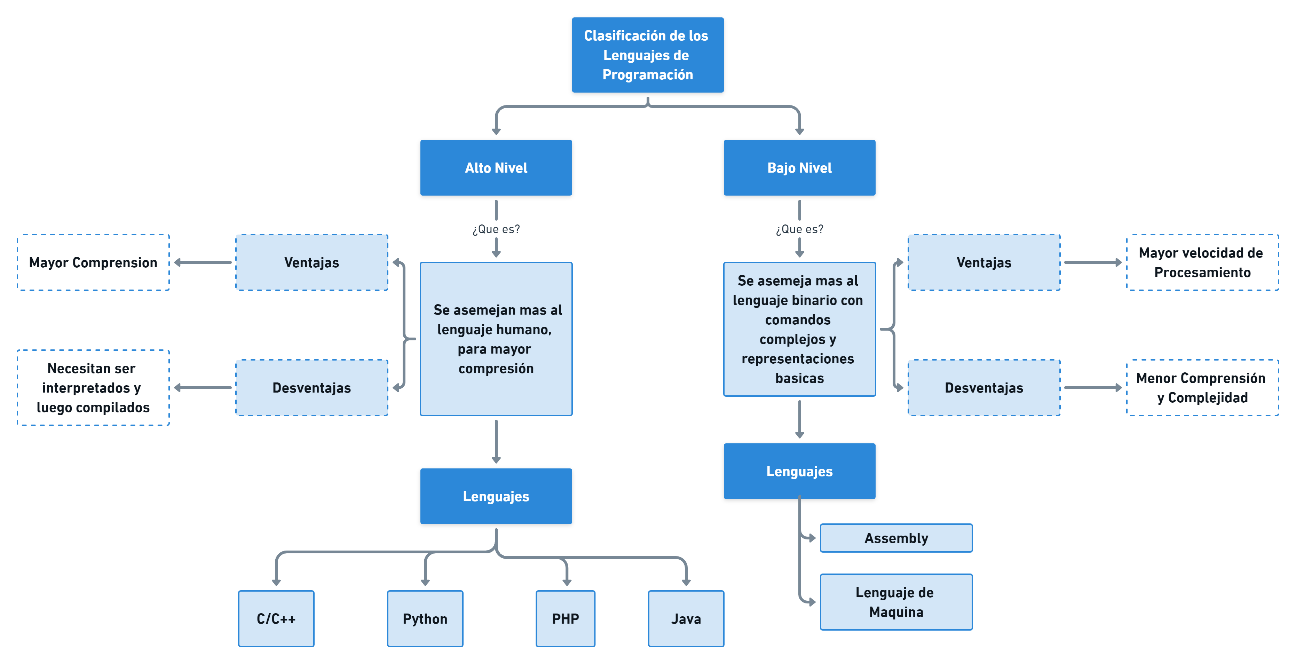 Clasificación de los
Lenguajes de
Programación
Alto Nivel
Bajo Nivel
¿Que es?
¿Que es?
Mayor Comprension
Ventajas
Se asemejan mas al
lenguaje humano,
para mayor
compresión
Necesitan ser
interpretados y
luego compilados
Desventajas
Se asemeja mas al
lenguaje binario con
comandos
complejos y
representaciones
basicas
Ventajas
Mayor velocidad de
Procesamiento
Desventajas
Menor Comprensión
y Complejidad
Lenguajes
Lenguajes
C/C++
Python
PHP
Java
Assembly
Lenguaje de
Maquina